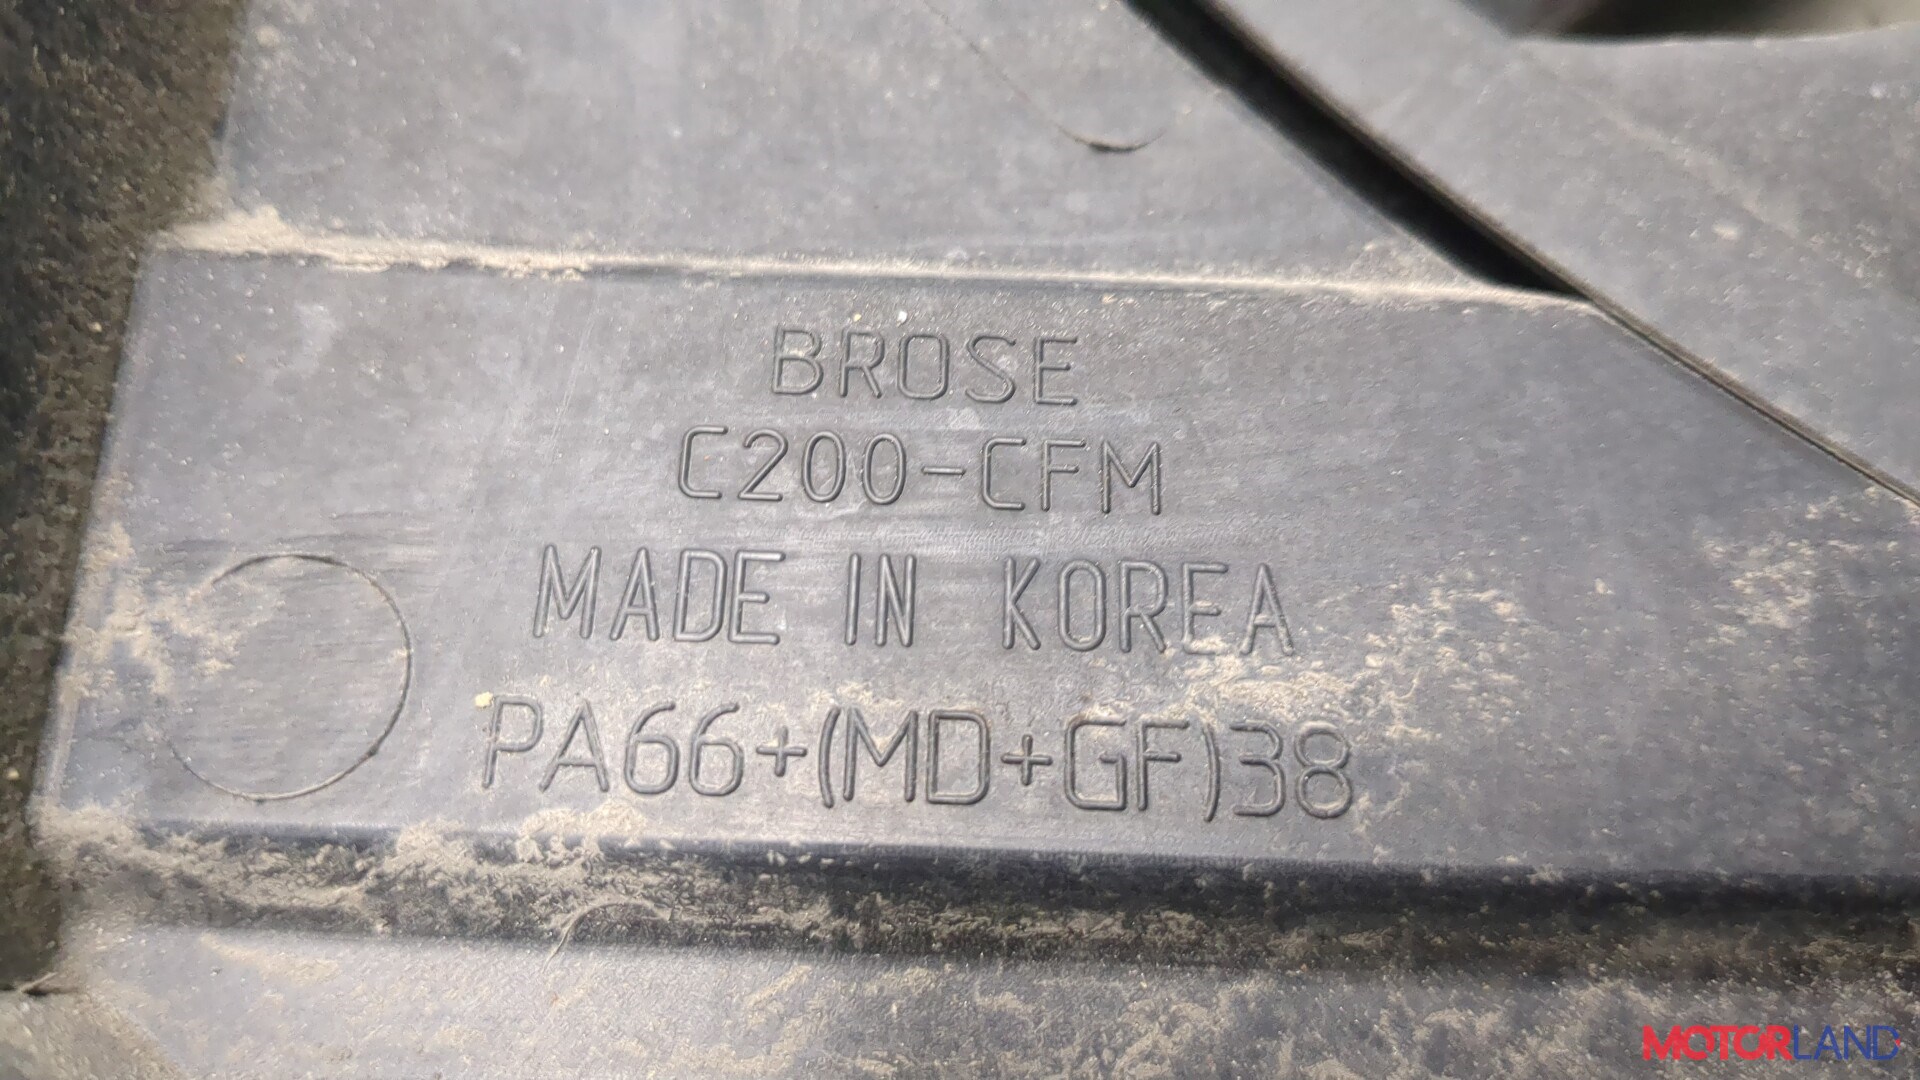 BROSE
C200-CFM
MADE IN KOREA
PA66+(MD+GF)38
MOTORLAND